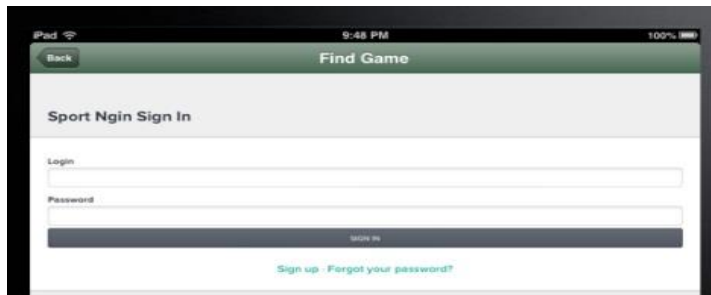 iPad 9:48 PM 100%
Back Find Game
Sport Ngin Sign In
Login
Password
SIGN IN
Sign up · Forgot your password?